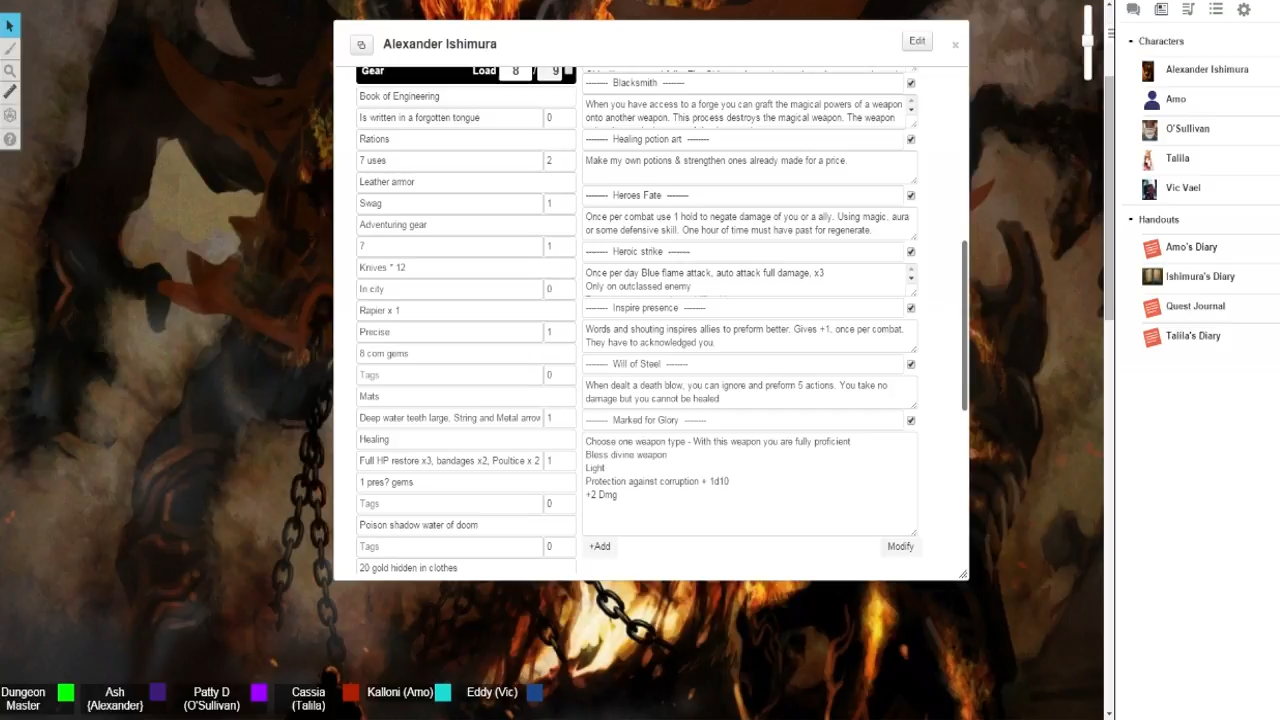 Alexander Ishimura
Edit
×
Gear
Load 8 / 9
Book of Engineering
Is written in a forgotten tongue 0
Rations
7 uses 2
Leather armor
Swag 1
Adventuring gear
7 1
Knives * 12
In city 0
Rapier x 1
Precise 1
8 com gems
Tags 0
Mats
Deep water teeth large, String and Metal arrow 1
Healing
Full HP restore x3, bandages x2, Poultice x 2 1
1 pres? gems
Tags 0
Poison shadow water of doom
Tags 0
20 gold hidden in clothes
-------- Blacksmith --------
When you have access to a forge you can graft the magical powers of a weapon
onto another weapon. This process destroys the magical weapon. The weapon
-------- Healing potion art --------
Make my own potions & strengthen ones already made for a price.
-------- Heroes Fate --------
Once per combat use 1 hold to negate damage of you or a ally. Using magic, aura
or some defensive skill. One hour of time must have past for regenerate.
-------- Heroic strike --------
Once per day Blue flame attack, auto attack full damage, x3
Only on outclassed enemy
-------- Inspire presence --------
Words and shouting inspires allies to preform better. Gives +1, once per combat.
They have to acknowledged you.
-------- Will of Steel --------
When dealt a death blow, you can ignore and preform 5 actions. You take no
damage but you cannot be healed
-------- Marked for Glory --------
Choose one weapon type - With this weapon you are fully proficient
Bless divine weapon
Light
Protection against corruption + 1d10
+2 Dmg
+Add
Modify
Characters
Alexander Ishimura
Amo
O'Sullivan
Talila
Vic Vael
Handouts
Amo's Diary
Ishimura's Diary
Quest Journal
Talila's Diary
Dungeon
Master
Ash
{Alexander}
Patty D
(O'Sullivan)
Cassia
(Talila)
Kalloni (Amo)
Eddy (Vic)